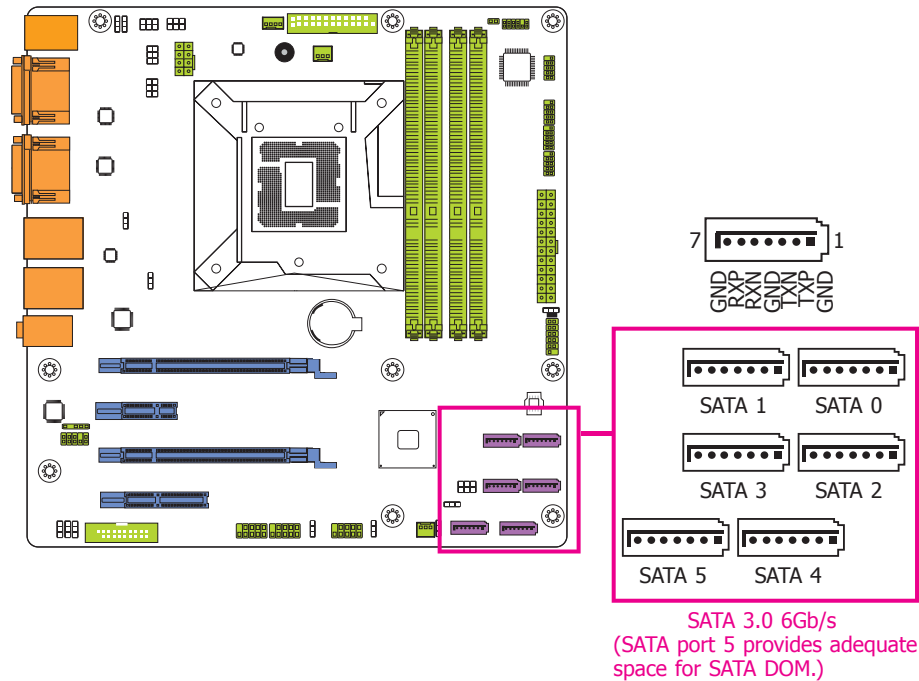 7 1
GND
RXP
RXN
GND
TXN
TXP
GND
SATA 1 SATA 0
SATA 3 SATA 2
SATA 5 SATA 4
SATA 3.0 6Gb/s
(SATA port 5 provides adequate
space for SATA DOM.)